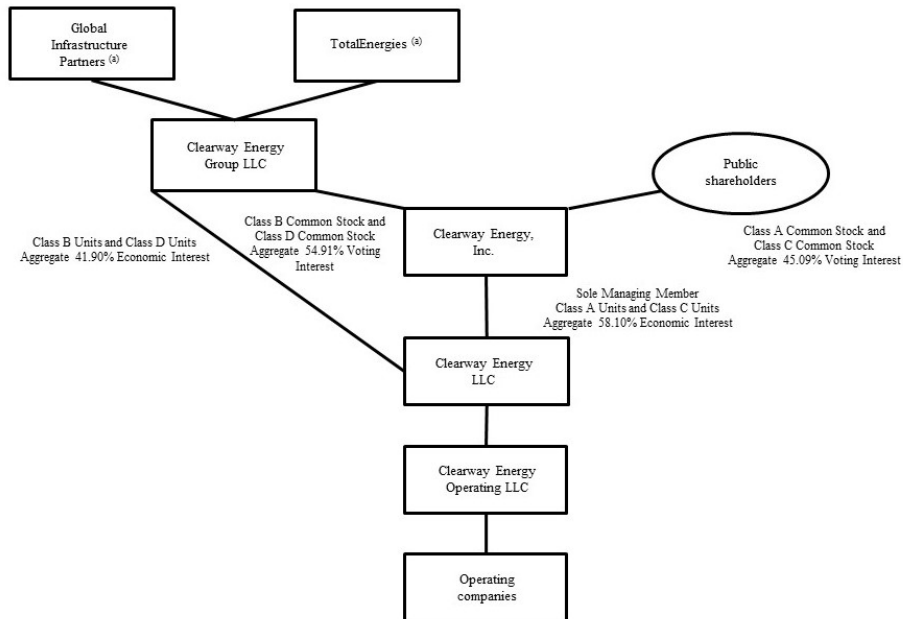 Global
Infrastructure
Partners (a)
TotalEnergies (a)
Clearway Energy
Group LLC
Public
shareholders
Class B Units and Class D Units
Aggregate 41.90% Economic Interest
Class B Common Stock and
Class D Common Stock
Aggregate 54.91% Voting
Interest
Clearway Energy,
Inc.
Class A Common Stock and
Class C Common Stock
Aggregate 45.09% Voting Interest
Sole Managing Member
Class A Units and Class C Units
Aggregate 58.10% Economic Interest
Clearway Energy
LLC
Clearway Energy
Operating LLC
Operating
companies